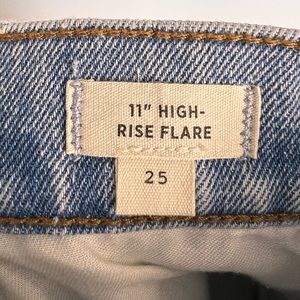 11" HIGH-
RISE FLARE
25